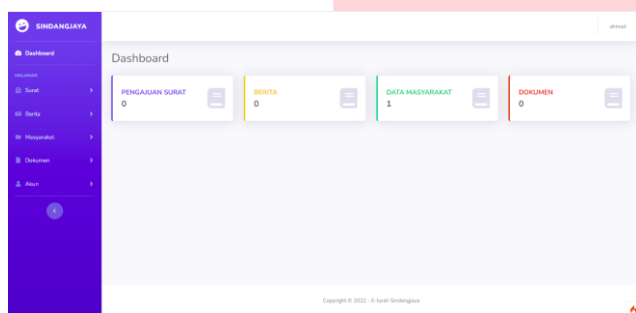 SINDANGJAYA
ahmad
Dashboard
HALAMAN
Surat
Berita
Masyarakat
Dokumen
Akun
Dashboard
PENGAJUAN SURAT
0
BERITA
0
DATA MASYARAKAT
1
DOKUMEN
0
Copyright © 2022 - E-lurah Sindangjaya